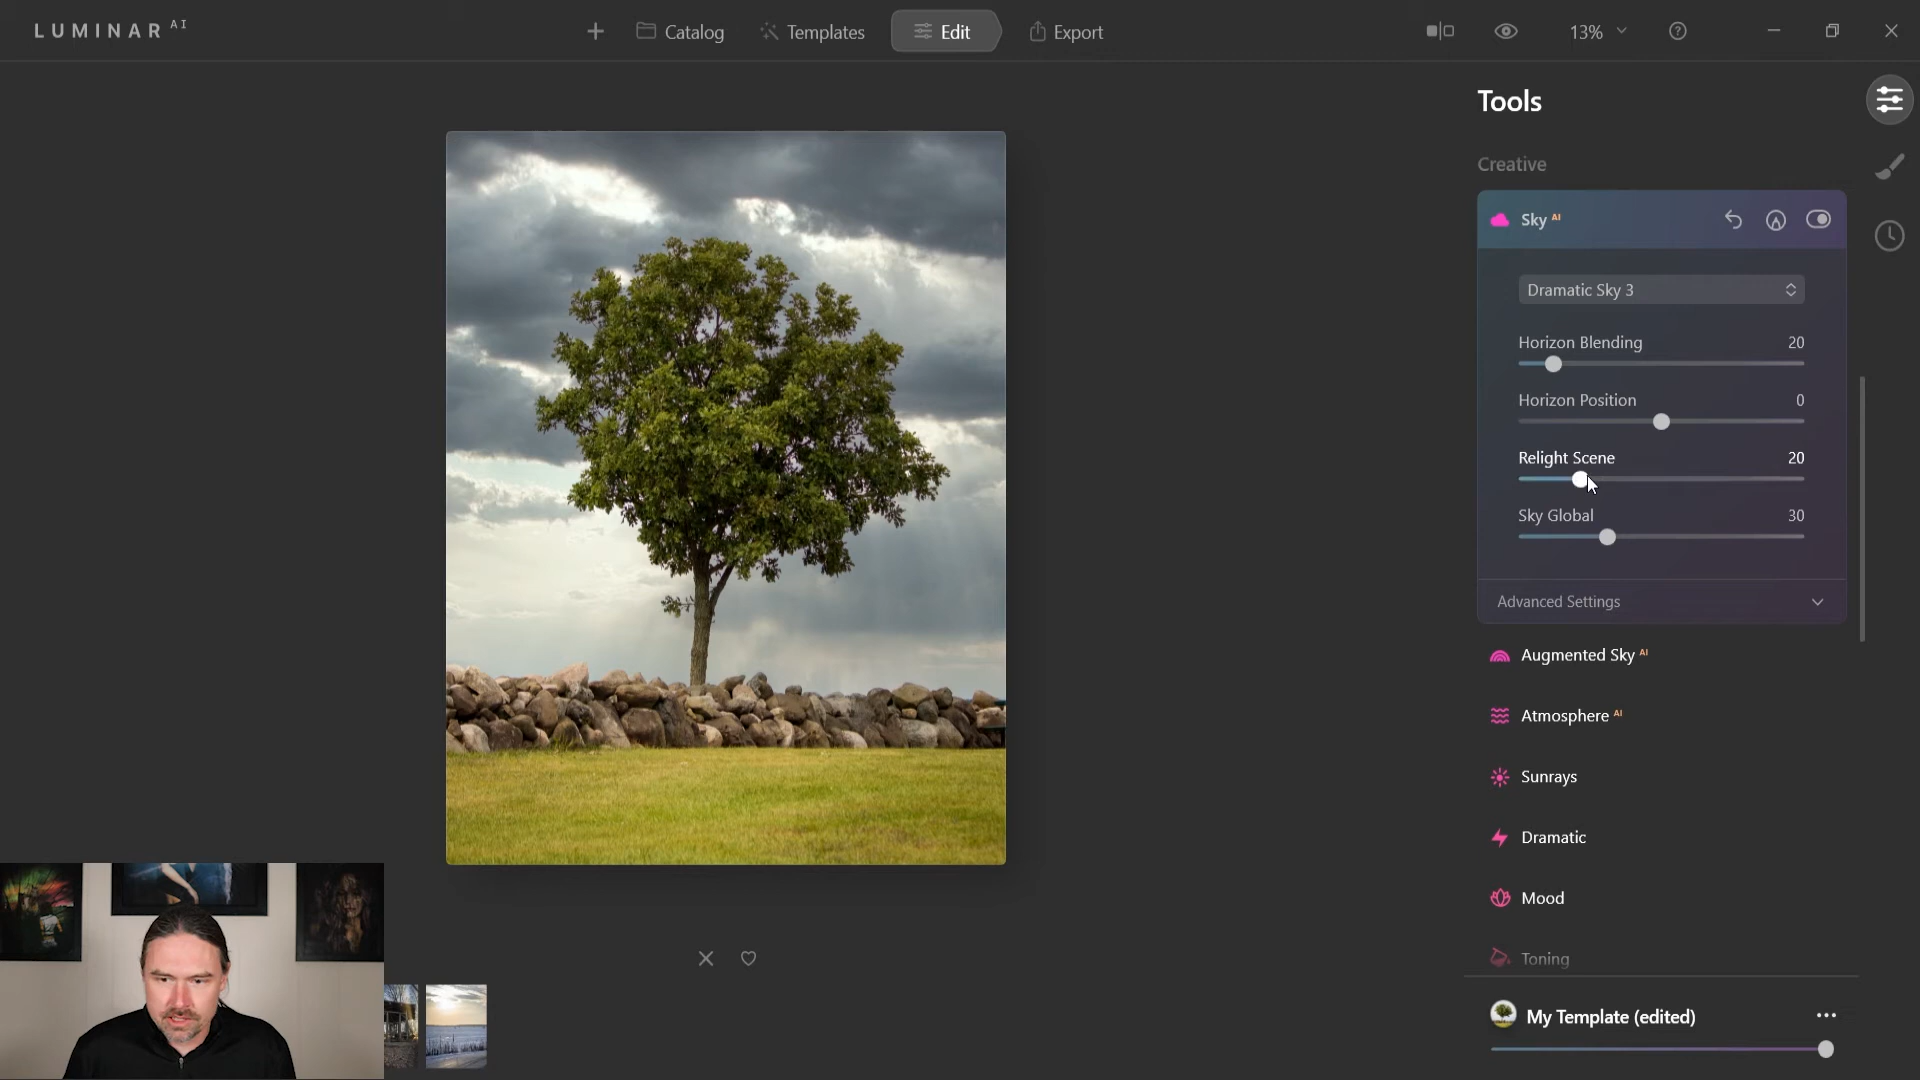 LUMINAR AI
Catalog
Templates
Edit
Export
13%
Tools
Creative
Sky AI
Dramatic Sky 3
Horizon Blending 20
Horizon Position 0
Relight Scene 20
Sky Global 30
Advanced Settings
Augmented Sky AI
Atmosphere AI
Sunrays
Dramatic
Mood
Toning
My Template (edited)